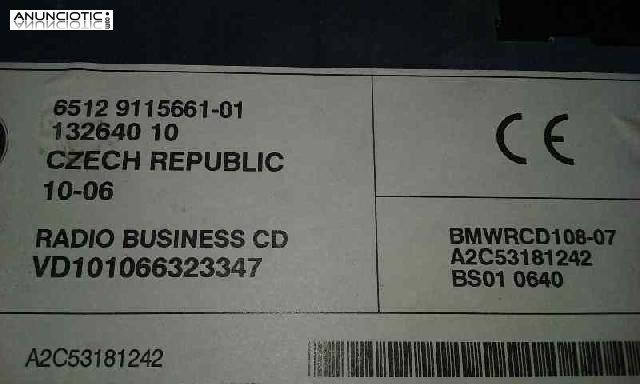 ANUNCIOTIC.es
6512 9115661-01
132640 10
CZECH REPUBLIC
10-06
CE
RADIO BUSINESS CD
VD101066323347
BMWRCD108-07
A2C53181242
BS01 0640
A2C53181242